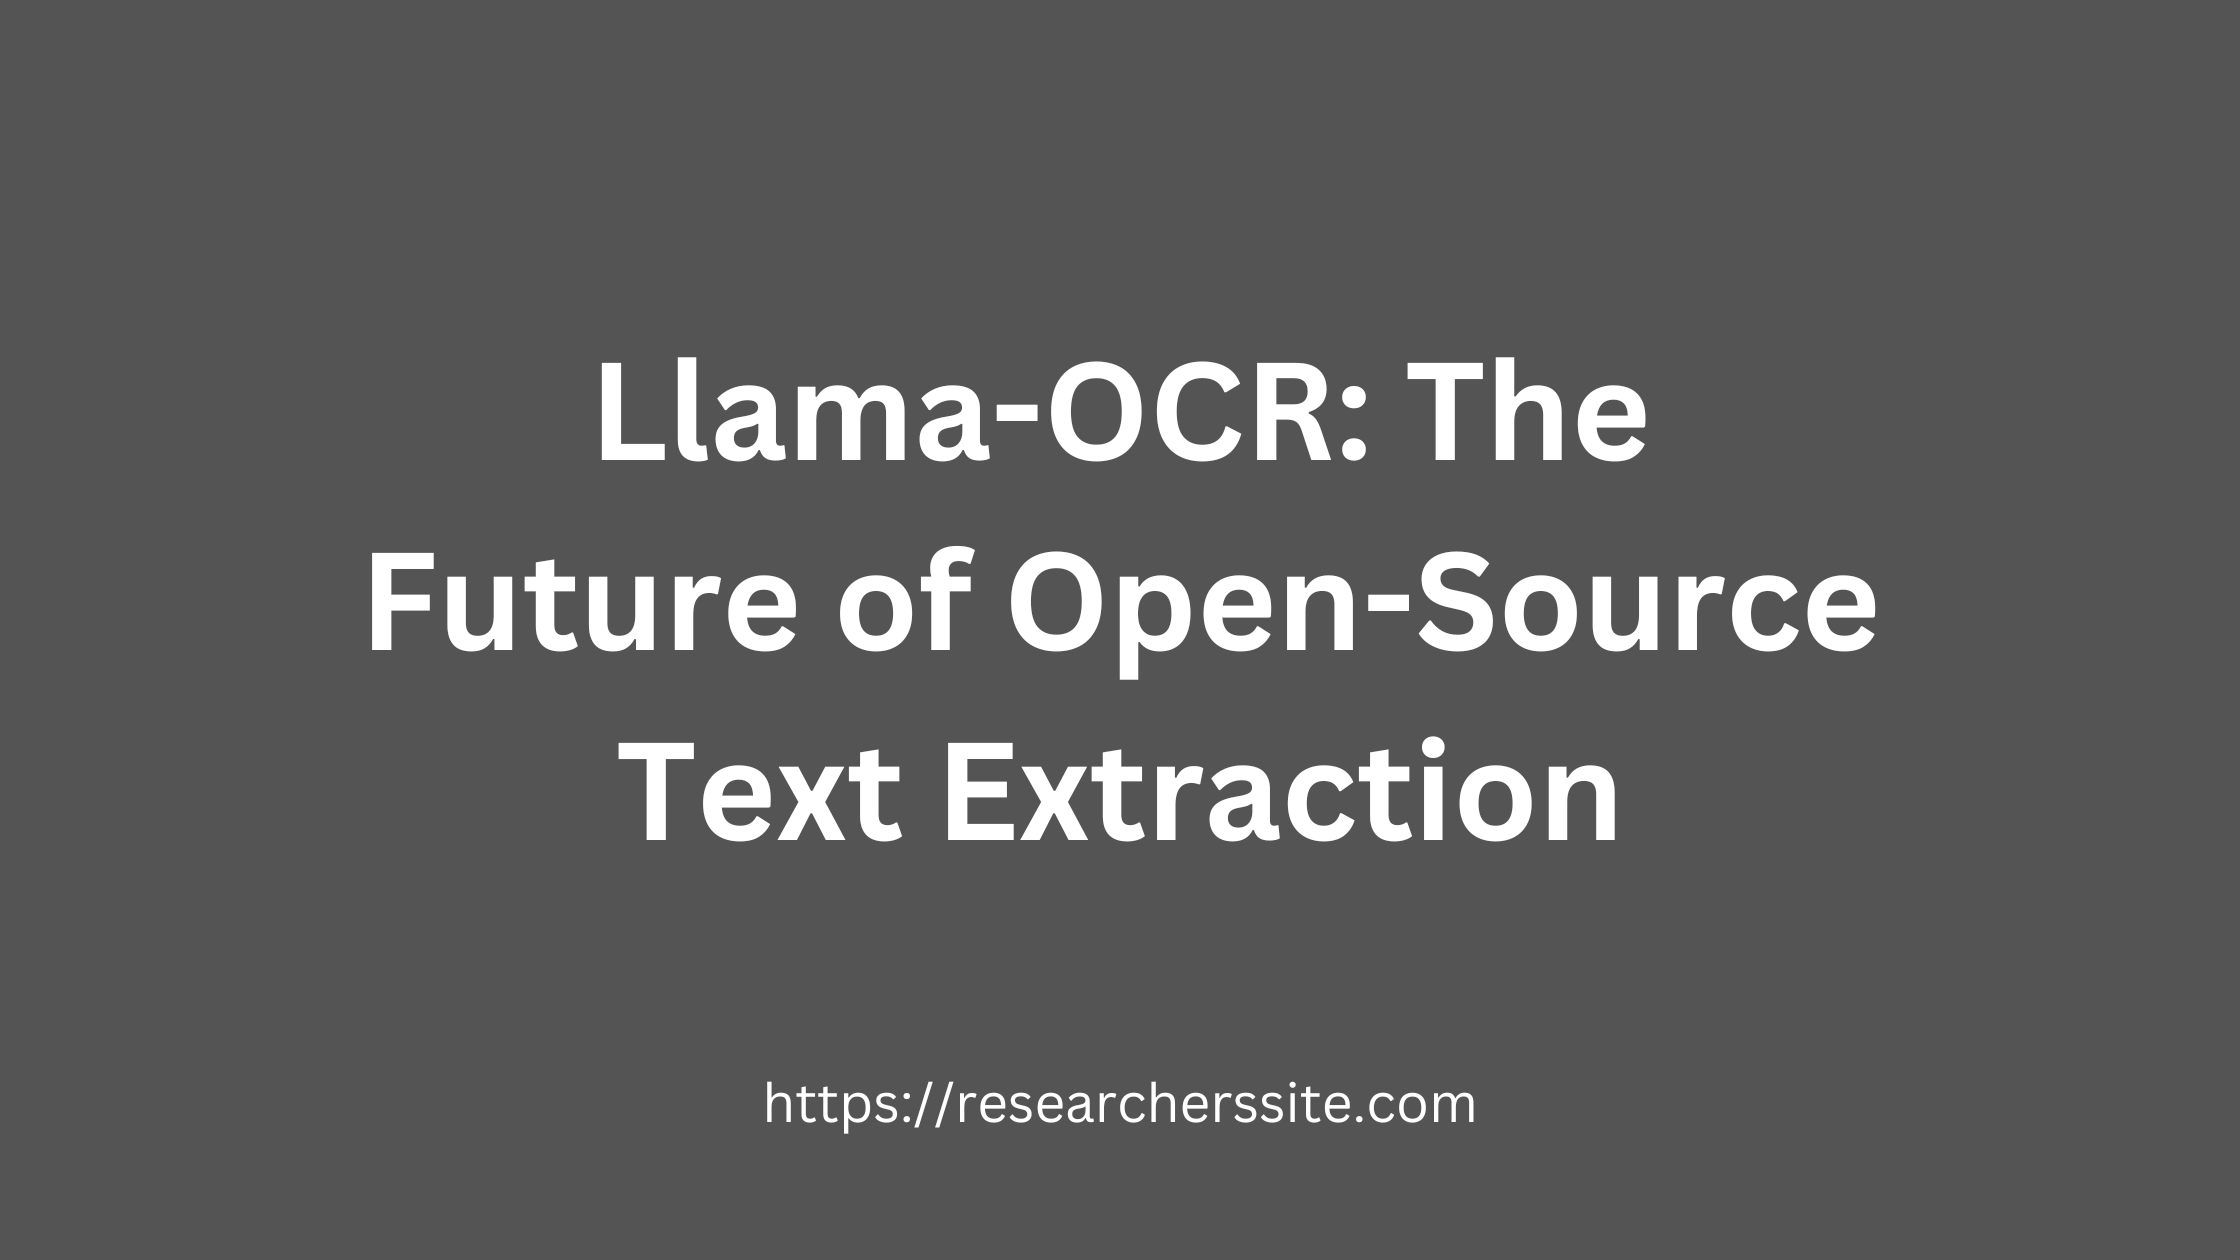 Llama-OCR: The
Future of Open-Source
Text Extraction
https://researcherssite.com